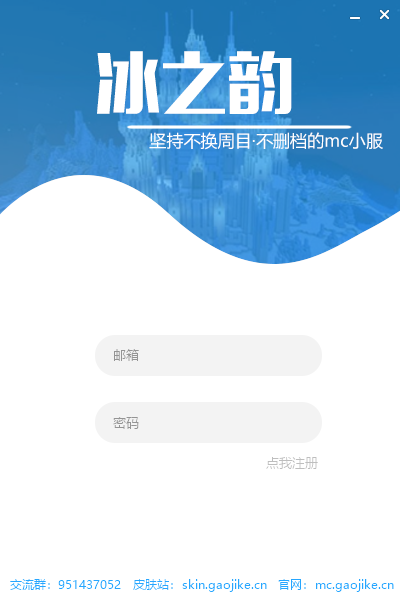 冰之韵
坚持不换周目·不删档的mc小服
邮箱
密码
点我注册
交流群：951437052 皮肤站：skin.gaojike.cn 官网：mc.gaojike.cn